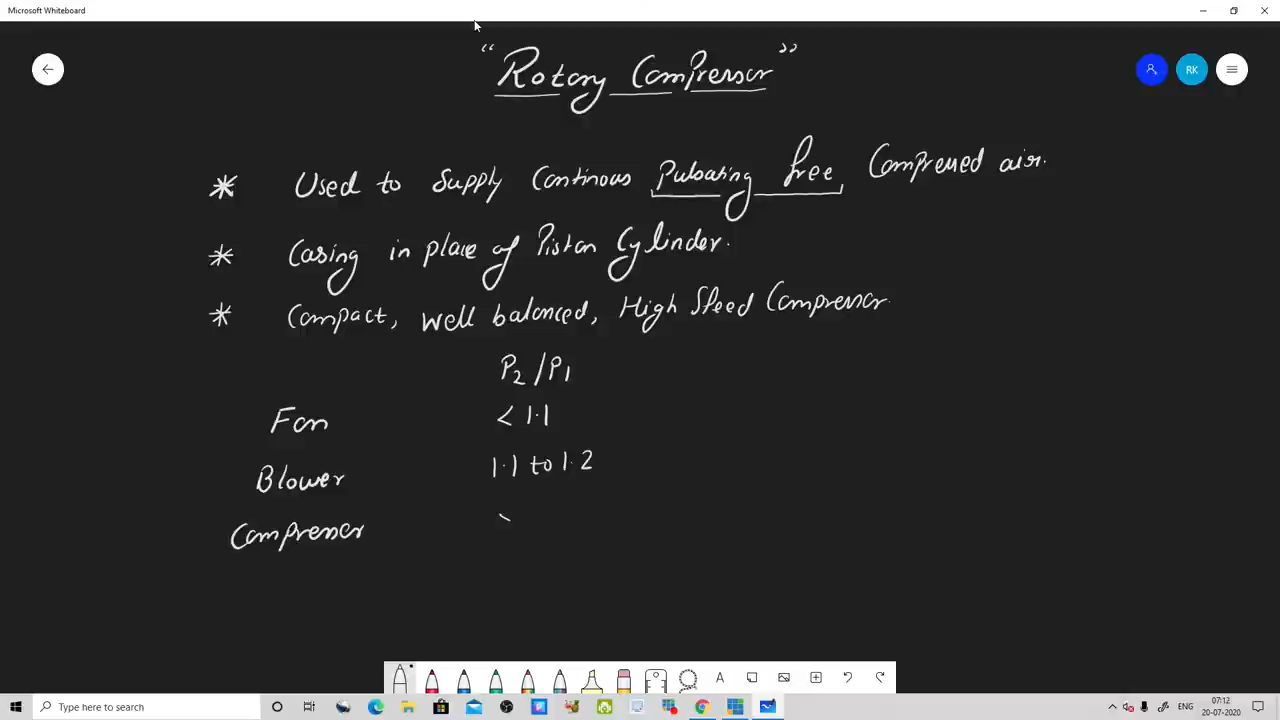 Microsoft Whiteboard
"Rotary Compressor"
RK
* Used to Supply Continous Pulsating free Compressed air.
* Casing in place of Piston Cylinder.
* Compact, Well balanced, High Speed Compressor.
P2/P1
Fan < 1.1
Blower 1.1 to 1.2
Compressor
A
Type here to search
ENG
07:12
20-07-2020